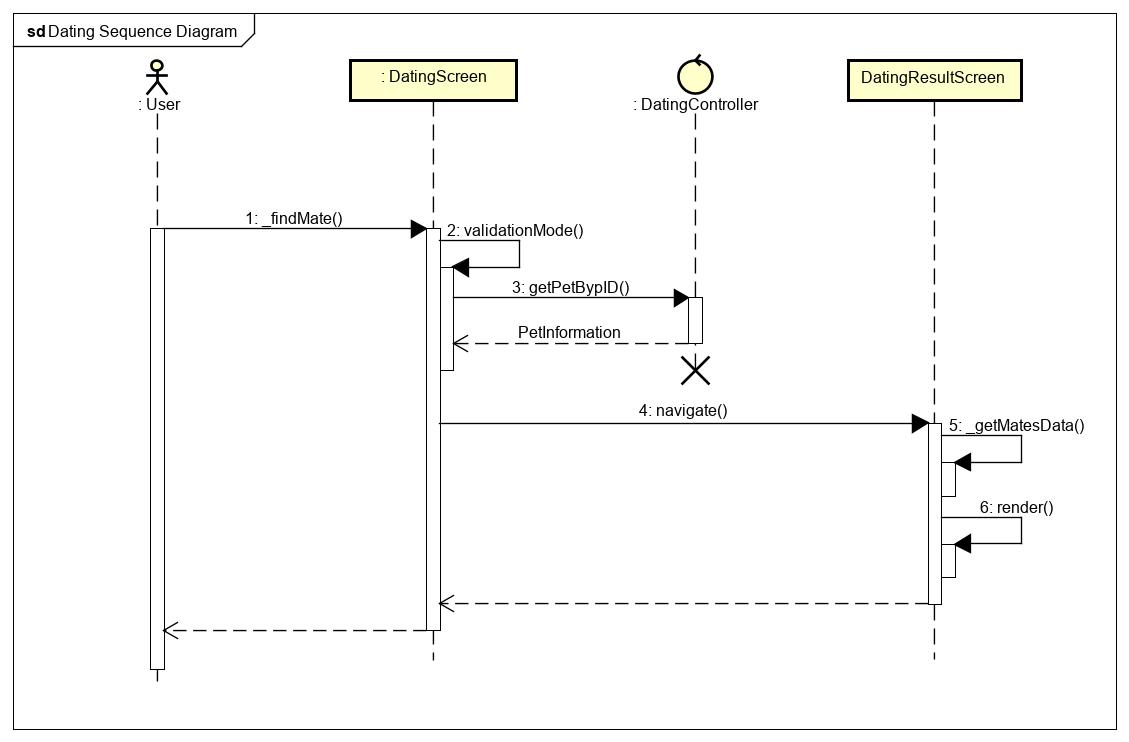 sd Dating Sequence Diagram
: User
: DatingScreen
: DatingController
DatingResultScreen
1: _findMate()
2: validationMode()
3: getPetBypID()
PetInformation
4: navigate()
5: _getMatesData()
6: render()